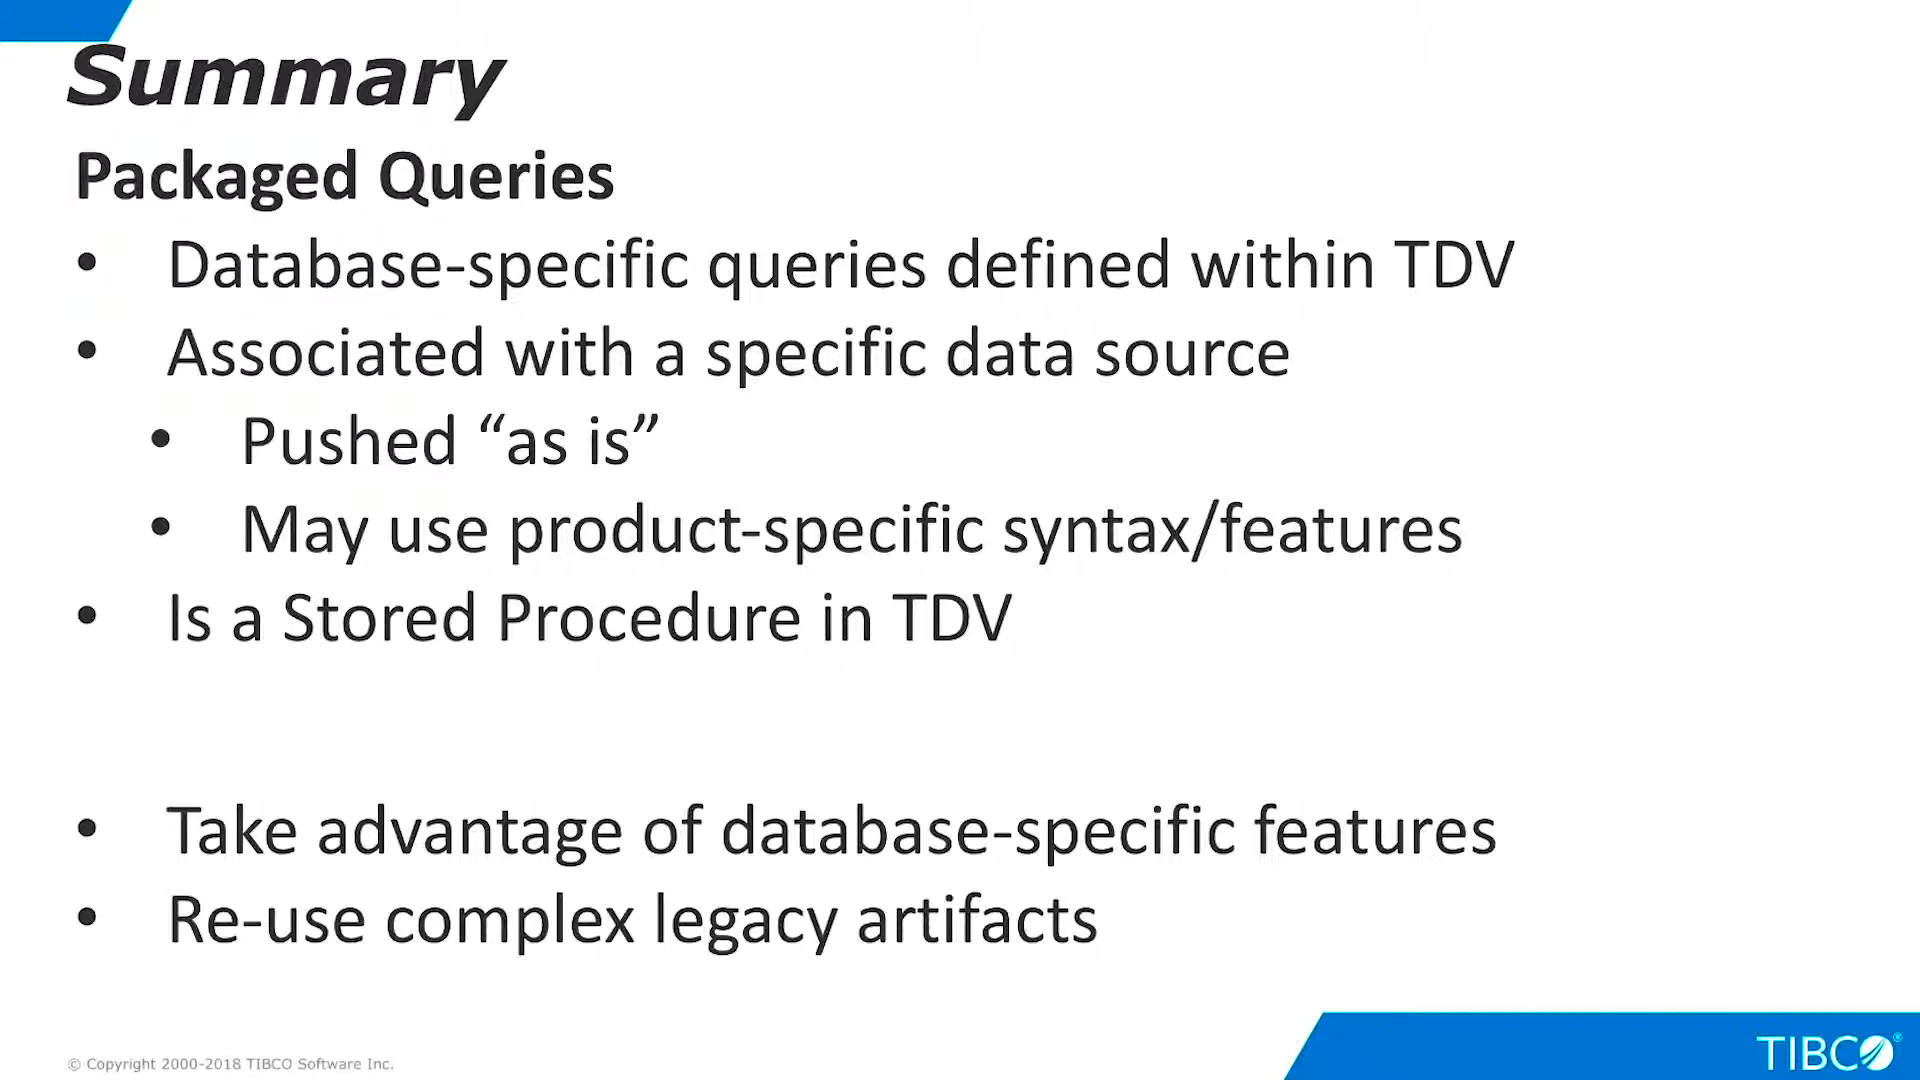 Summary
Packaged Queries
• Database-specific queries defined within TDV
• Associated with a specific data source
• Pushed “as is”
• May use product-specific syntax/features
• Is a Stored Procedure in TDV
• Take advantage of database-specific features
• Re-use complex legacy artifacts
© Copyright 2000-2018 TIBCO Software Inc.
TIBCO®